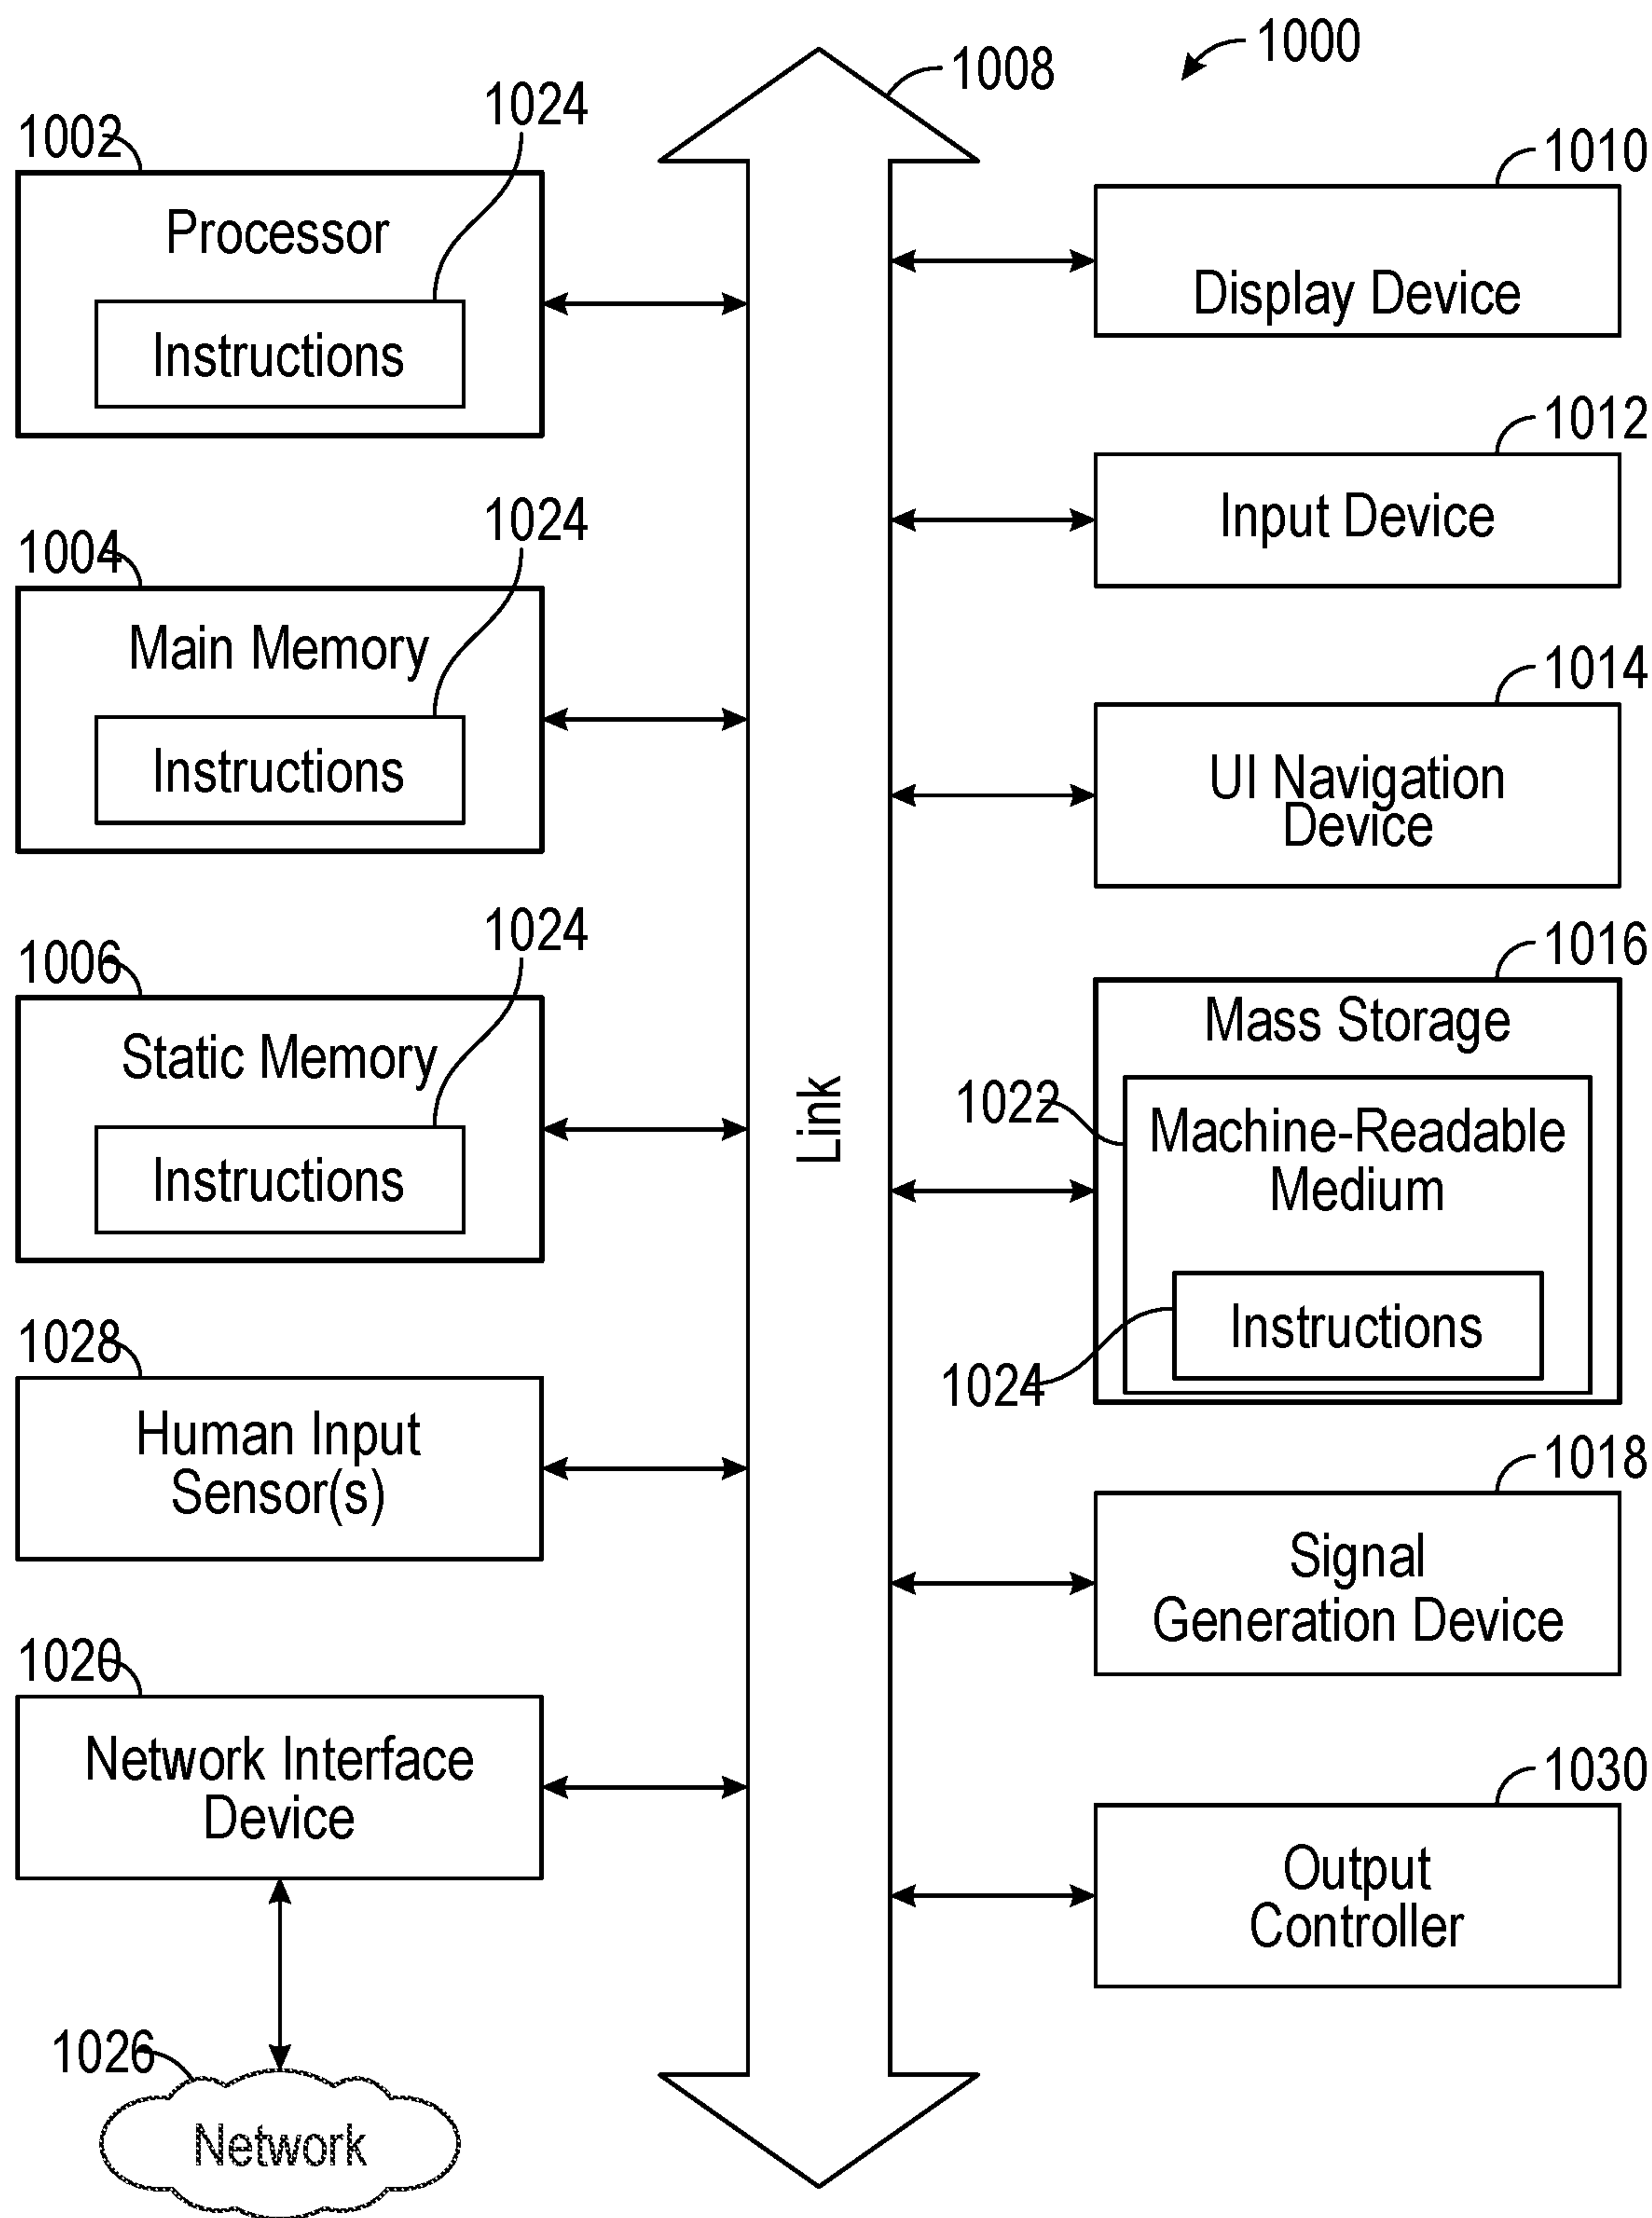 1000
1008
1002
1024
Processor
Instructions
1004
1024
Main Memory
Instructions
1006
1024
Static Memory
Instructions
1028
Human Input
Sensor(s)
1020
Network Interface
Device
1026
Network
Link
1010
Display Device
1012
Input Device
1014
UI Navigation
Device
1016
Mass Storage
1022
Machine-Readable
Medium
Instructions
1024
1018
Signal
Generation Device
1030
Output
Controller